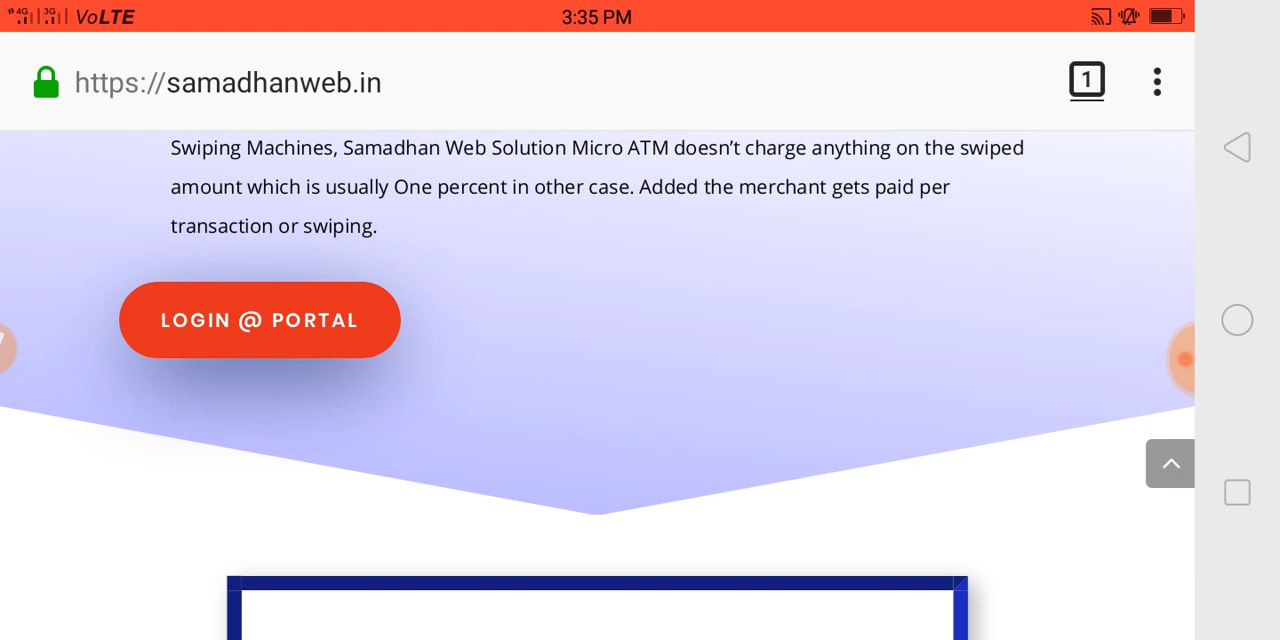 4G 3G VoLTE 3:35 PM
https://samadhanweb.in 1
Swiping Machines, Samadhan Web Solution Micro ATM doesn’t charge anything on the swiped
amount which is usually One percent in other case. Added the merchant gets paid per
transaction or swiping.
LOGIN @ PORTAL